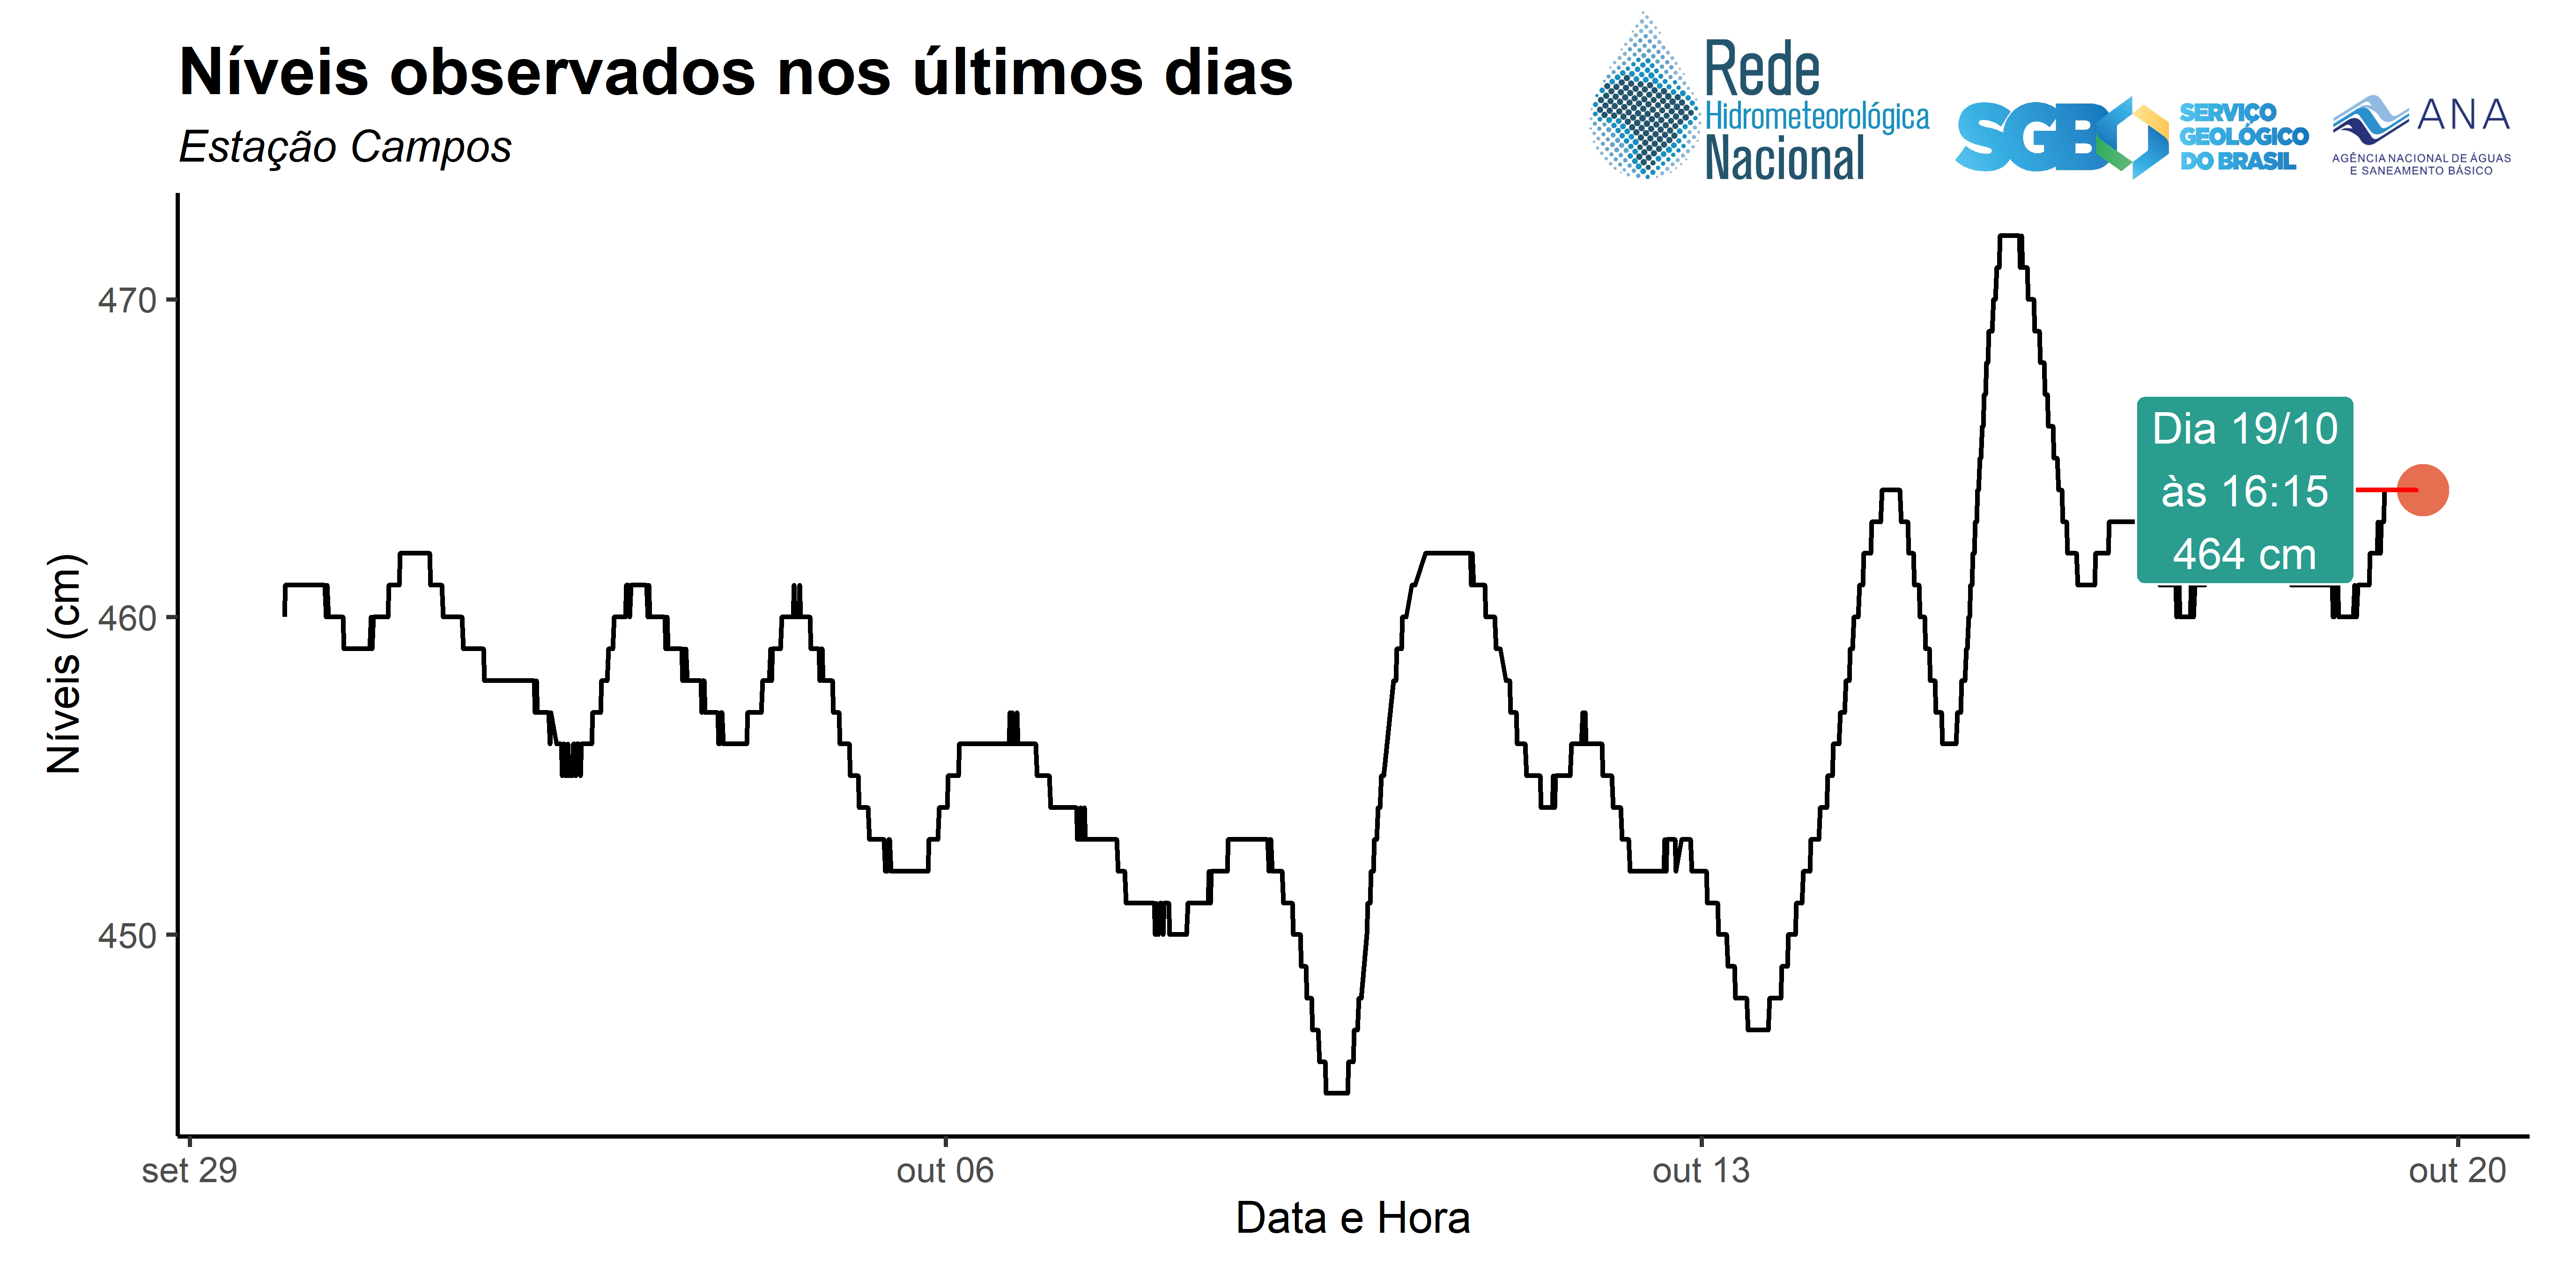 Níveis observados nos últimos dias
Estação Campos
Rede
Hidrometeorológica
Nacional
SGB
SERVIÇO
GEOLÓGICO
DO BRASIL
ANA
AGÊNCIA NACIONAL DE ÁGUAS
E SANEAMENTO BÁSICO
470
460
450
Níveis (cm)
Dia 19/10
às 16:15
464 cm
set 29
out 06
out 13
out 20
Data e Hora